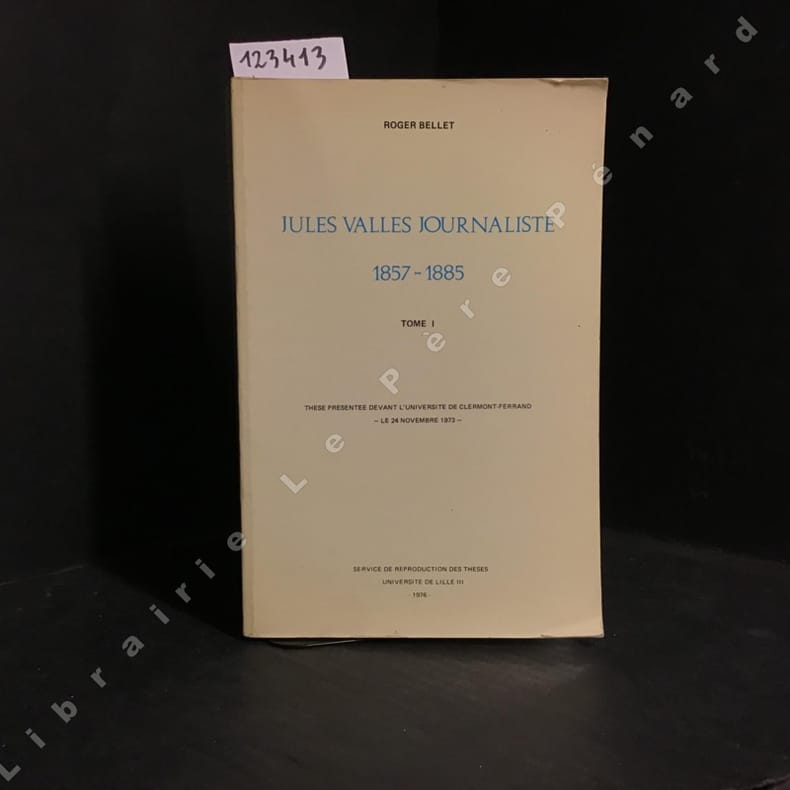 123413
ROGER BELLET
JULES VALLES JOURNALISTE
1857-1885
TOME I
THESE PRESENTEE DEVANT L'UNIVERSITE DE CLERMONT-FERRAND
– LE 24 NOVEMBRE 1973 –
SERVICE DE REPRODUCTION DES THESES
UNIVERSITE DE LILLE III
- 1976 -
Librairie Le Père Pénard